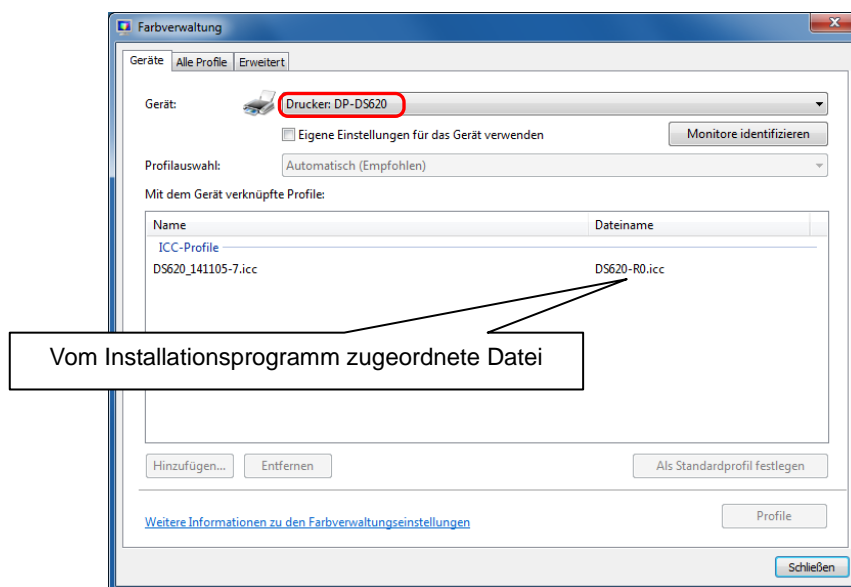 Farbverwaltung
Geräte Alle Profile Erweitert
Gerät: Drucker: DP-DS620
Eigene Einstellungen für das Gerät verwenden Monitore identifizieren
Profilauswahl: Automatisch (Empfohlen)
Mit dem Gerät verknüpfte Profile:
Name Dateiname
ICC-Profile
DS620_141105-7.icc DS620-R0.icc
Vom Installationsprogramm zugeordnete Datei
Hinzufügen... Entfernen Als Standardprofil festlegen
Weitere Informationen zu den Farbverwaltungseinstellungen Profile
Schließen